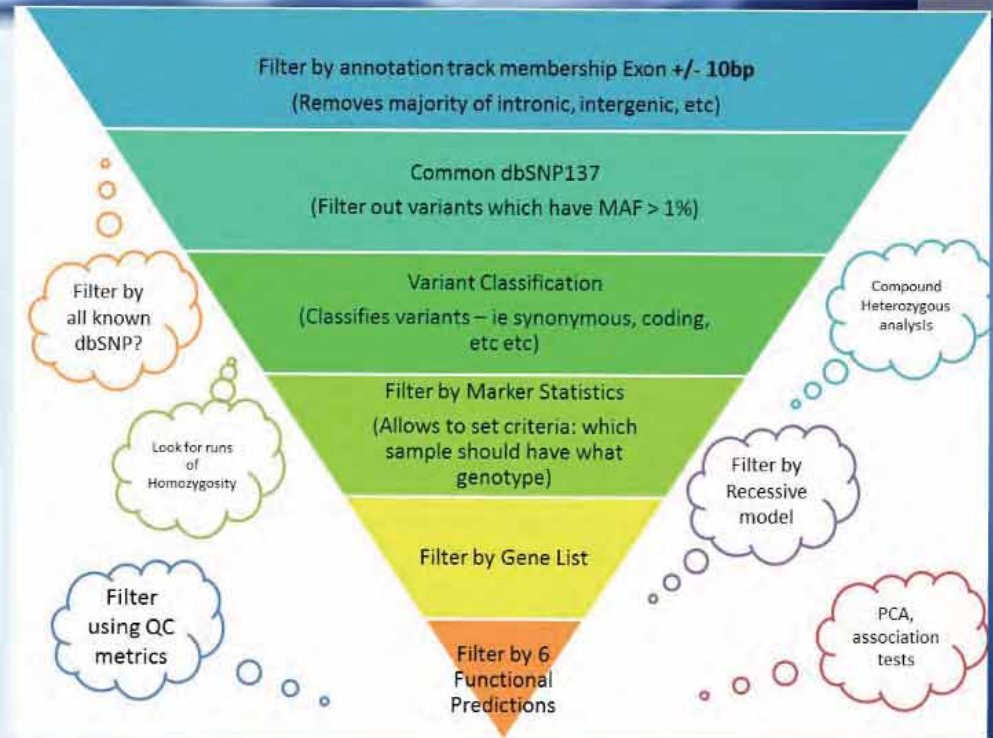 Filter by annotation track membership Exon +/- 10bp
(Removes majority of intronic, intergenic, etc)
Common dbSNP137
(Filter out variants which have MAF > 1%)
Variant Classification
(Classifies variants – ie synonymous, coding,
etc etc)
Filter by Marker Statistics
(Allows to set criteria: which
sample should have what
genotype)
Filter by Gene List
Filter by 6
Functional
Predictions
Filter by
all known
dbSNP?
Look for runs
of
Homozygosity
Filter
using QC
metrics
Compound
Heterozygous
analysis
Filter by
Recessive
model
PCA,
association
tests